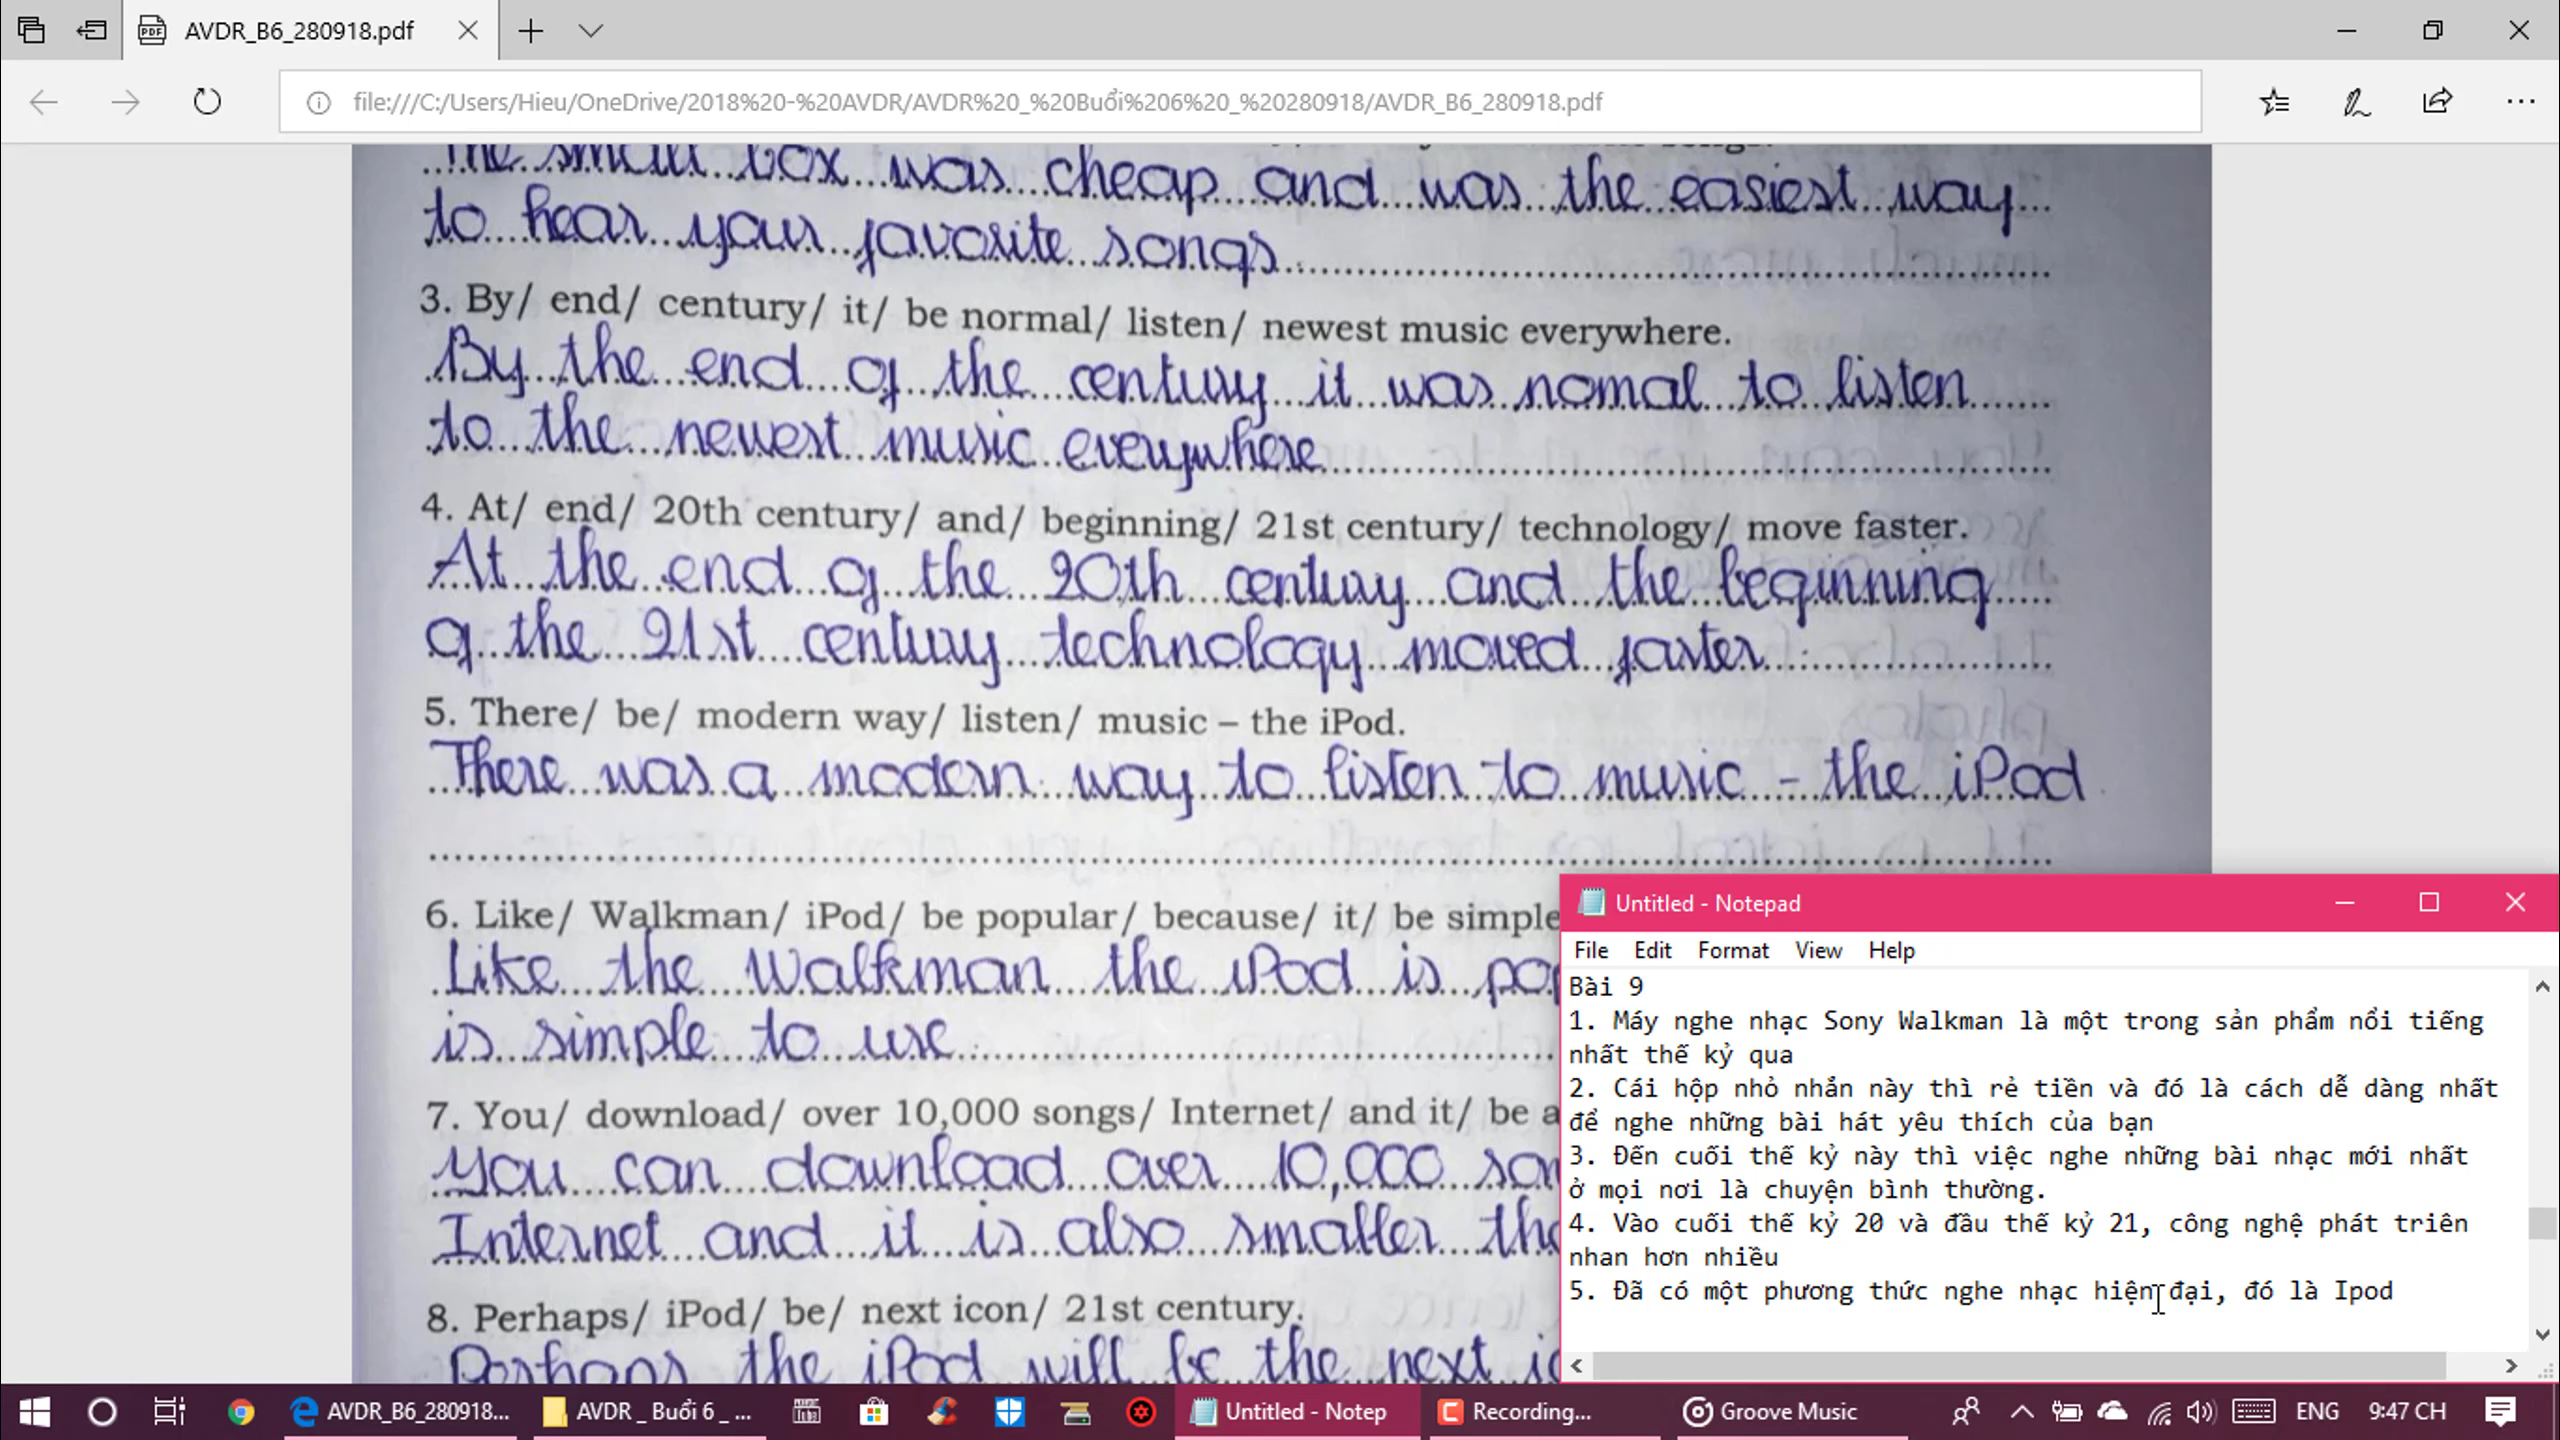 AVDR_B6_280918.pdf
file:///C:/Users/Hieu/OneDrive/2018%20-%20AVDR/AVDR%20_%20Buổi%206%20_%20280918/AVDR_B6_280918.pdf
The small box was cheap and was the easiest way
to hear your favorite songs
3. By/ end/ century/ it/ be normal/ listen/ newest music everywhere.
By the end of the century it was nomal to listen
to the newest music everywhere
4. At/ end/ 20th century/ and/ beginning/ 21st century/ technology/ move faster.
At the end of the 20th century and the beginning
of the 21st century technology moved faster
5. There/ be/ modern way/ listen/ music – the iPod.
There was a modern way to listen to music - the iPod
6. Like/ Walkman/ iPod/ be popular/ because/ it/ be simple
Like the Walkman the iPod is pop
is simple to use
7. You/ download/ over 10,000 songs/ Internet/ and it/ be a
You can download over 10,000 son
Internet and it is also smaller tha
8. Perhaps/ iPod/ be/ next icon/ 21st century.
Perhaps the iPod will be the next ic
Untitled - Notepad
File Edit Format View Help
Bài 9
1. Máy nghe nhạc Sony Walkman là một trong sản phẩm nổi tiếng
nhất thế kỷ qua
2. Cái hộp nhỏ nhắn này thì rẻ tiền và đó là cách dễ dàng nhất
để nghe những bài hát yêu thích của bạn
3. Đến cuối thế kỷ này thì việc nghe những bài nhạc mới nhất
ở mọi nơi là chuyện bình thường.
4. Vào cuối thế kỷ 20 và đầu thế kỷ 21, công nghệ phát triên
nhan hơn nhiều
5. Đã có một phương thức nghe nhạc hiện đại, đó là Ipod
AVDR_B6_280918... AVDR _ Buổi 6 _ ... Untitled - Notep Recording... Groove Music ENG 9:47 CH